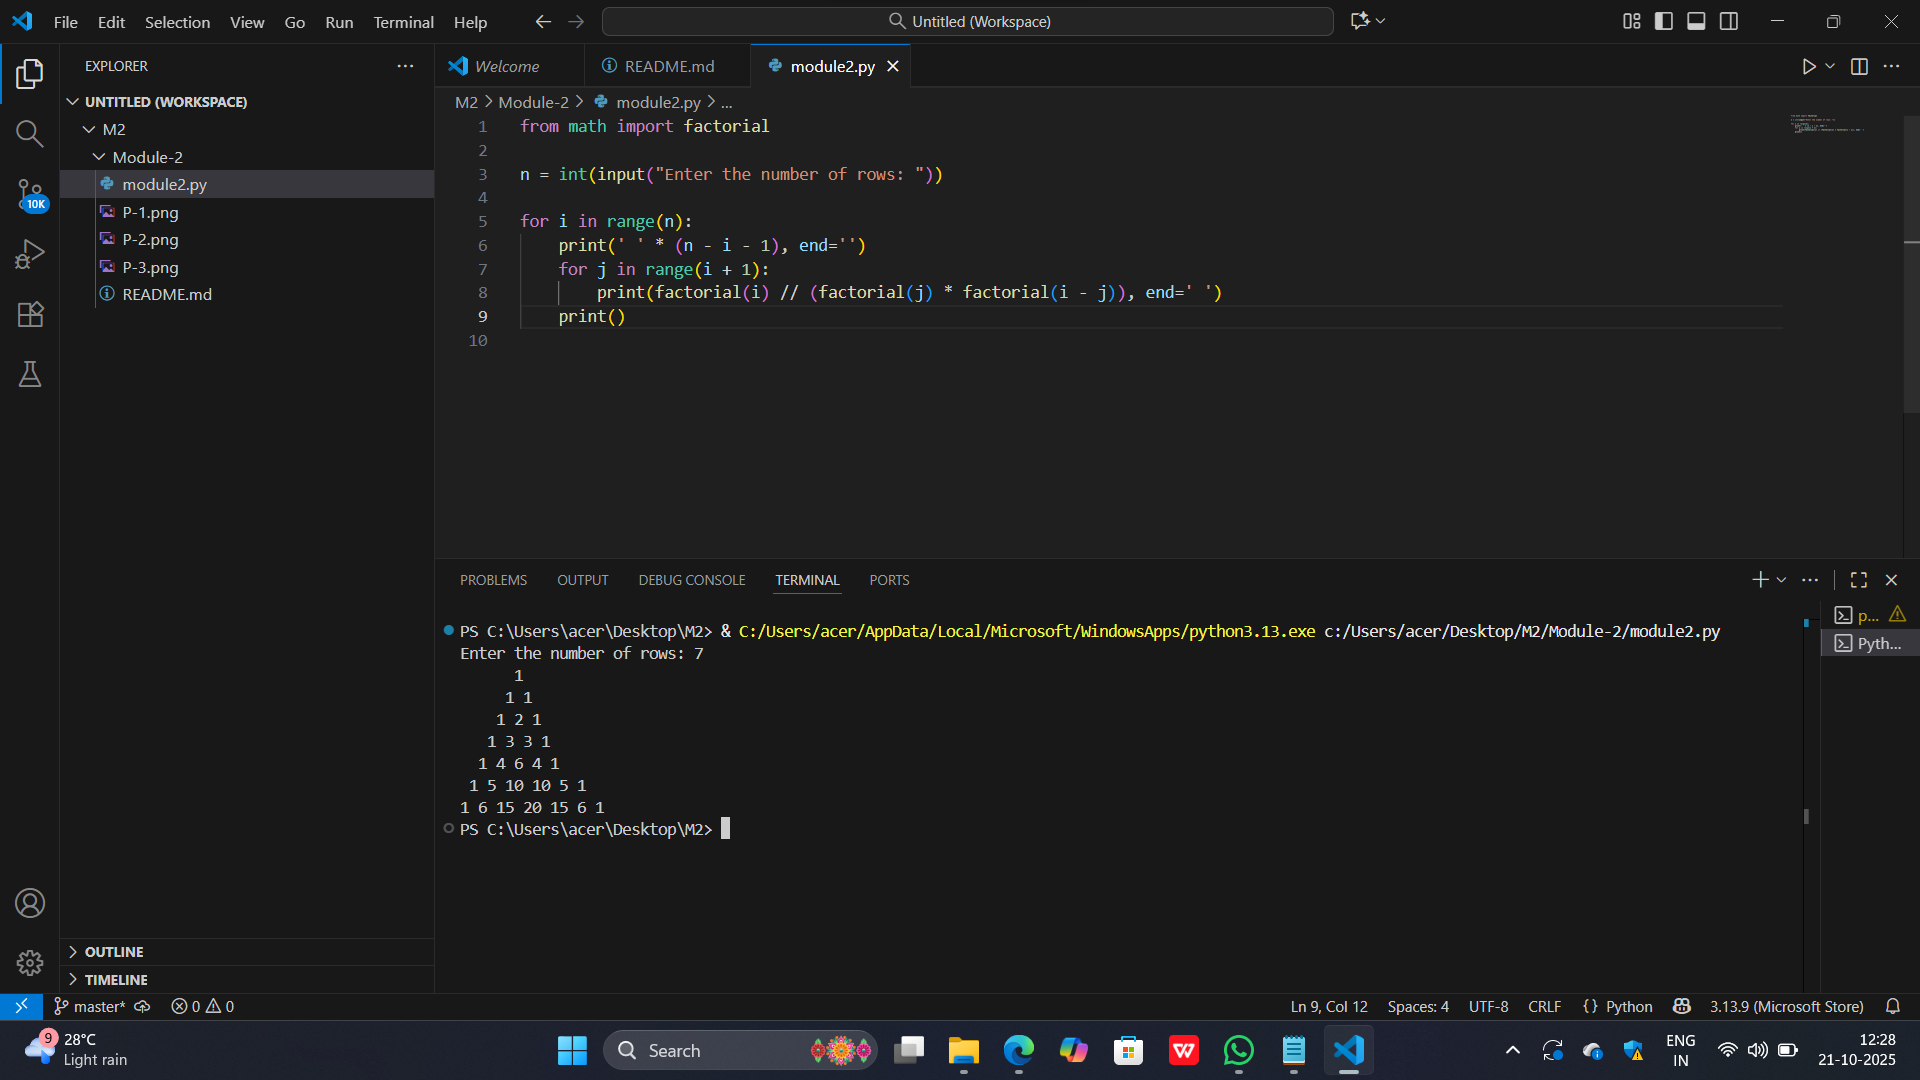 File Edit Selection View Go Run Terminal Help
Untitled (Workspace)
EXPLORER
UNTITLED (WORKSPACE)
M2
Module-2
module2.py
P-1.png
P-2.png
P-3.png
README.md
OUTLINE
TIMELINE
10K
Welcome README.md module2.py
M2 > Module-2 > module2.py > ...
1 from math import factorial
2
3 n = int(input("Enter the number of rows: "))
4
5 for i in range(n):
6     print(' ' * (n - i - 1), end='')
7     for j in range(i + 1):
8         print(factorial(i) // (factorial(j) * factorial(i - j)), end=' ')
9     print()
10
PROBLEMS OUTPUT DEBUG CONSOLE TERMINAL PORTS
PS C:\Users\acer\Desktop\M2> & C:/Users/acer/AppData/Local/Microsoft/WindowsApps/python3.13.exe c:/Users/acer/Desktop/M2/Module-2/module2.py
Enter the number of rows: 7
      1
     1 1
    1 2 1
   1 3 3 1
  1 4 6 4 1
 1 5 10 10 5 1
1 6 15 20 15 6 1
PS C:\Users\acer\Desktop\M2>
p...
Pyth...
master* 0 0
Ln 9, Col 12 Spaces: 4 UTF-8 CRLF {} Python 3.13.9 (Microsoft Store)
9
28°C
Light rain
Search
ENG
IN
12:28
21-10-2025